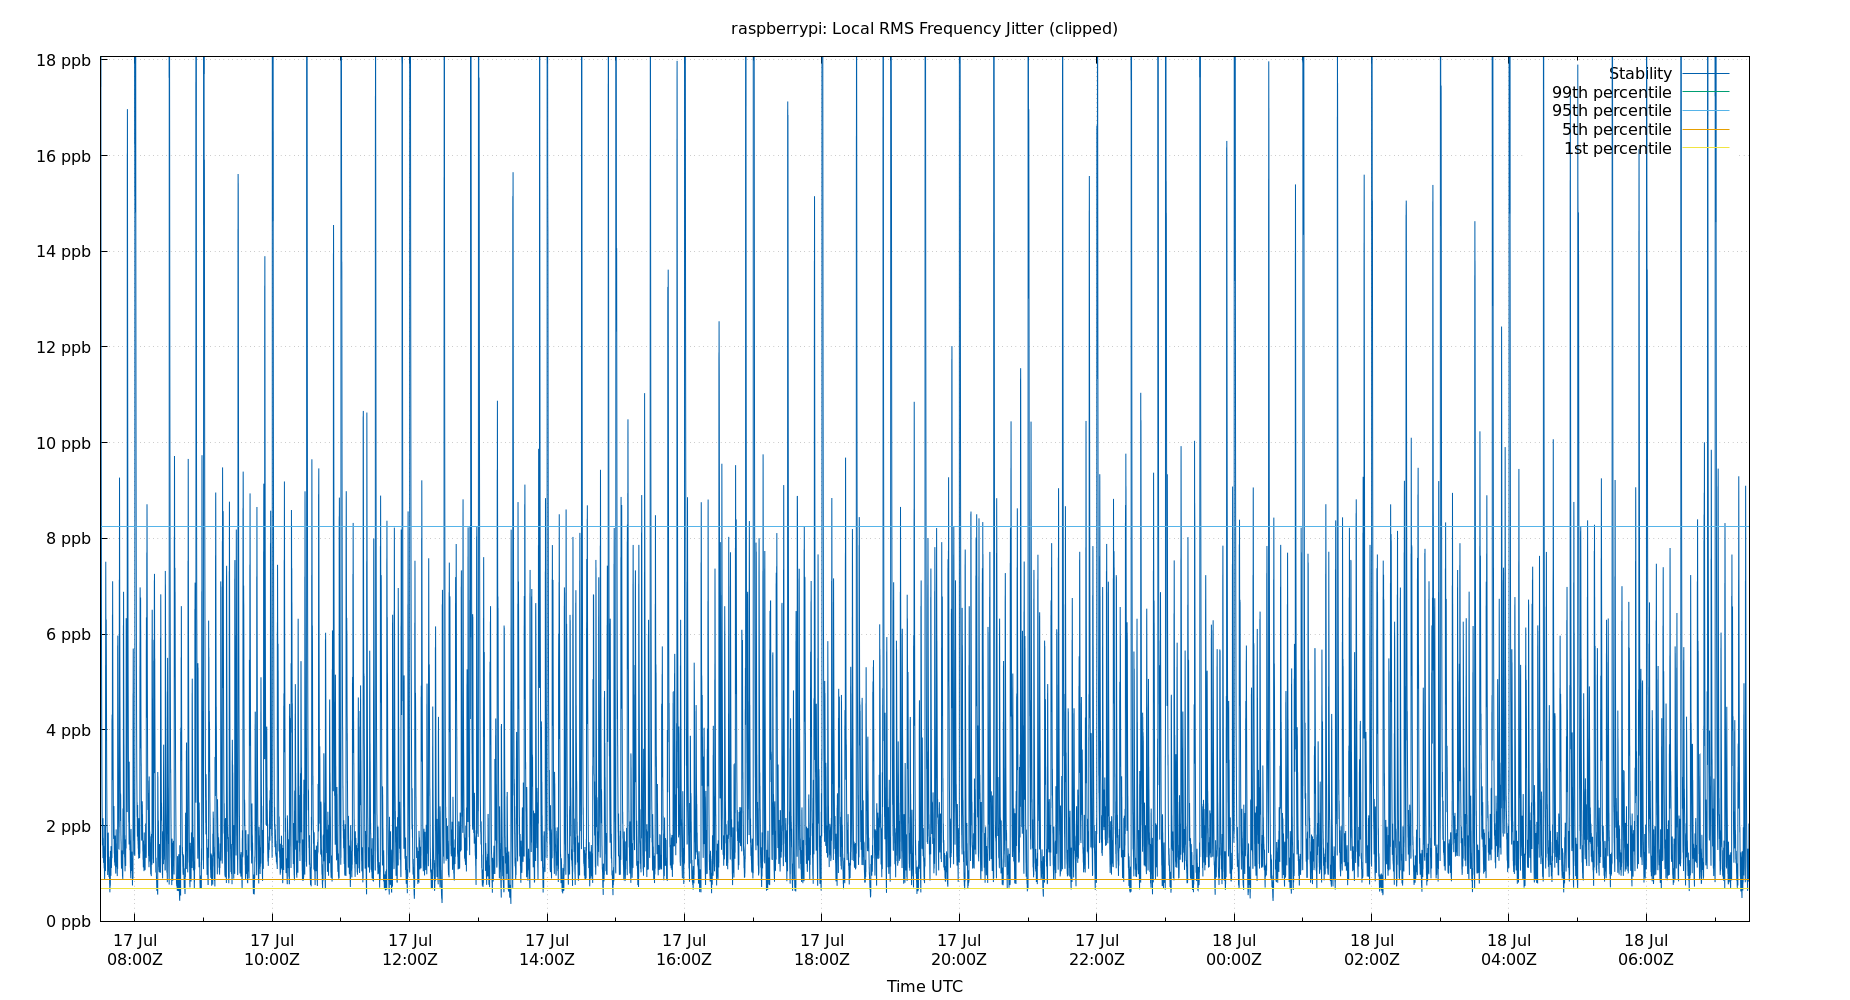 raspberrypi: Local RMS Frequency Jitter (clipped)
18 ppb
16 ppb
14 ppb
12 ppb
10 ppb
8 ppb
6 ppb
4 ppb
2 ppb
0 ppb
Stability
99th percentile
95th percentile
5th percentile
1st percentile
17 Jul 17 Jul 17 Jul 17 Jul 17 Jul 17 Jul 17 Jul 17 Jul 18 Jul 18 Jul 18 Jul 18 Jul
08:00Z 10:00Z 12:00Z 14:00Z 16:00Z 18:00Z 20:00Z 22:00Z 00:00Z 02:00Z 04:00Z 06:00Z
Time UTC